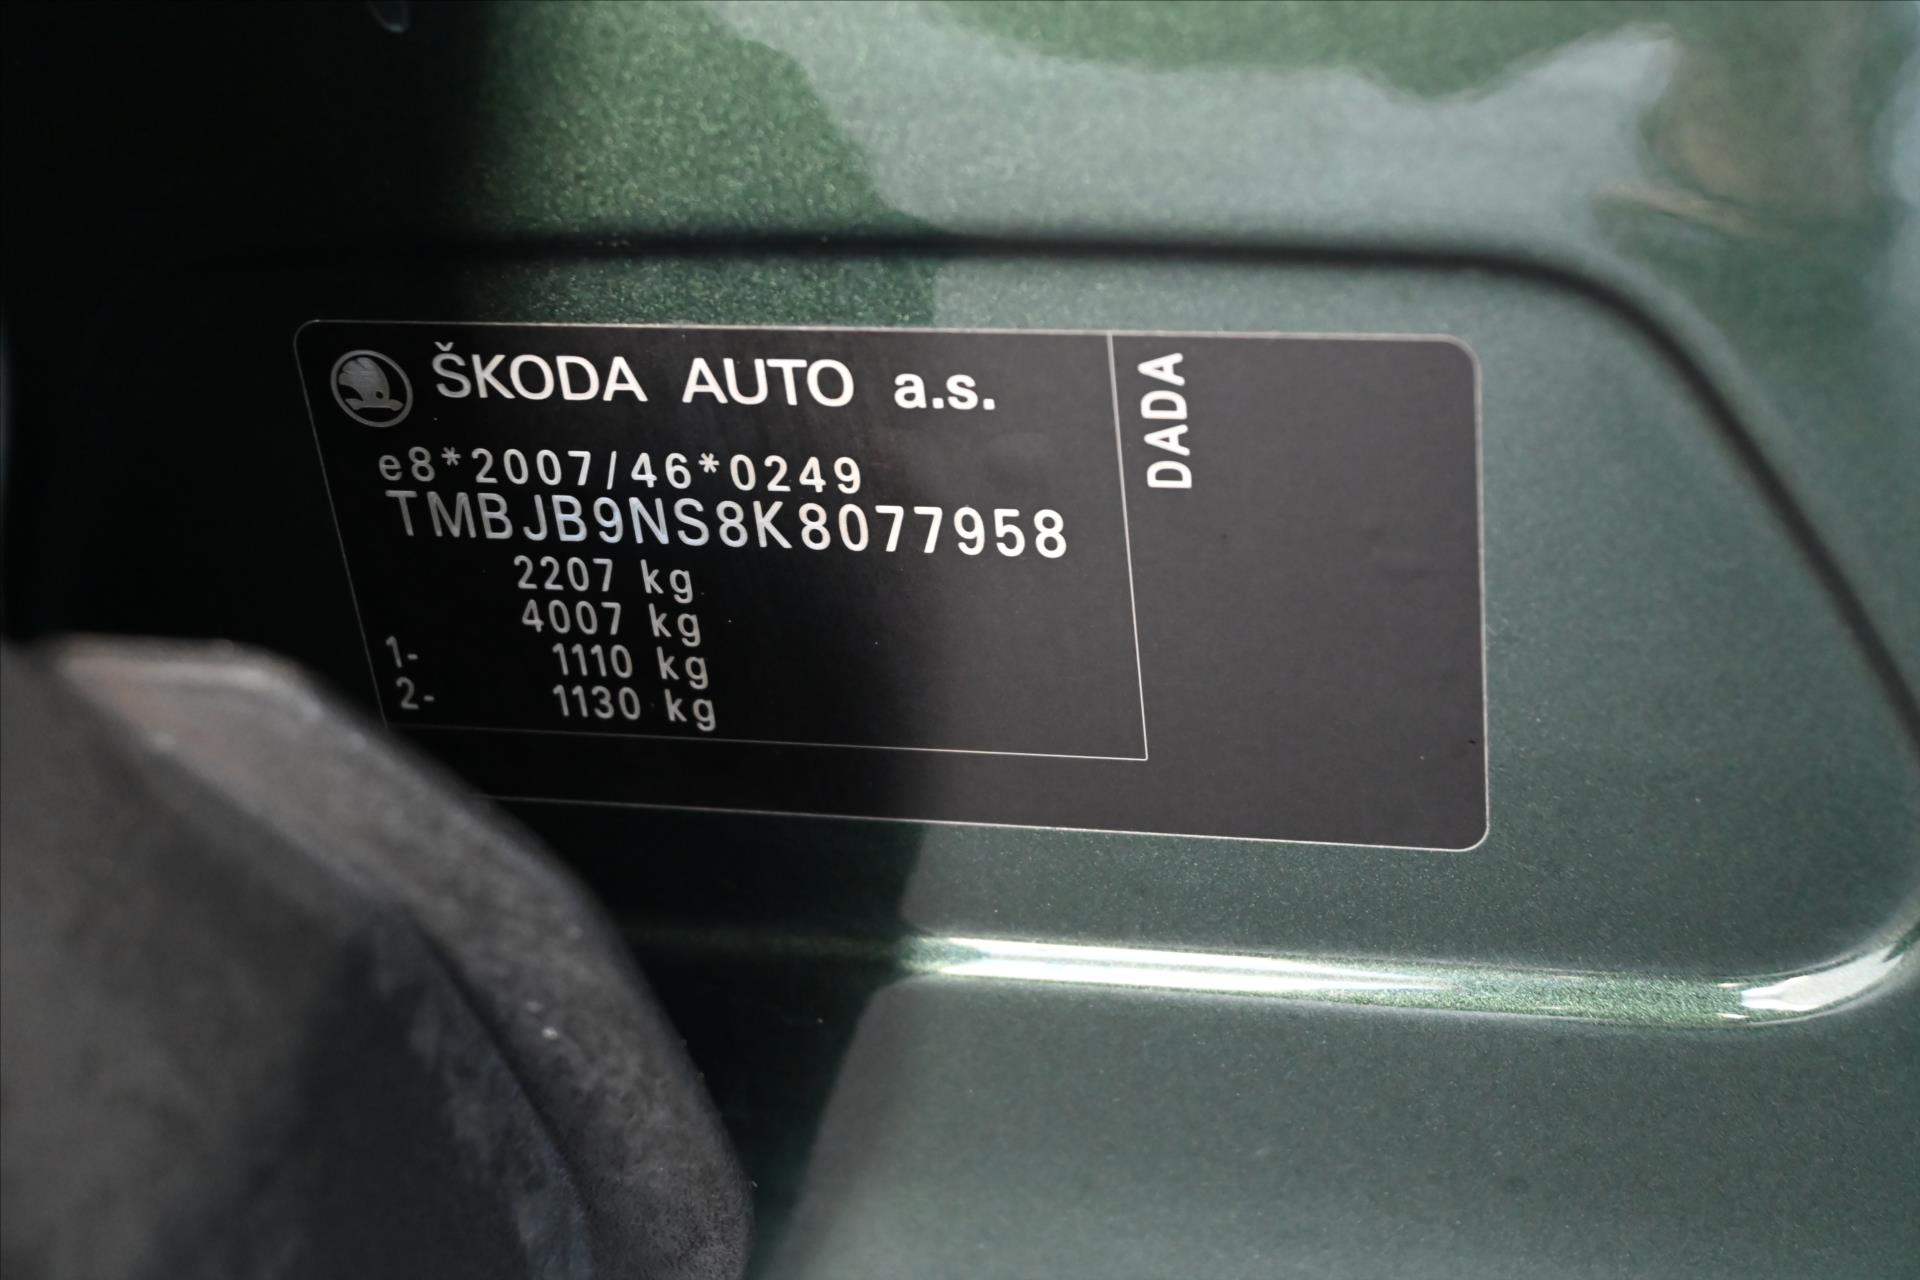 ŠKODA AUTO a.s.
e8*2007/46*0249
TMBJB9NS8K8077958
2207 kg
4007 kg
1- 1110 kg
2- 1130 kg
DADA